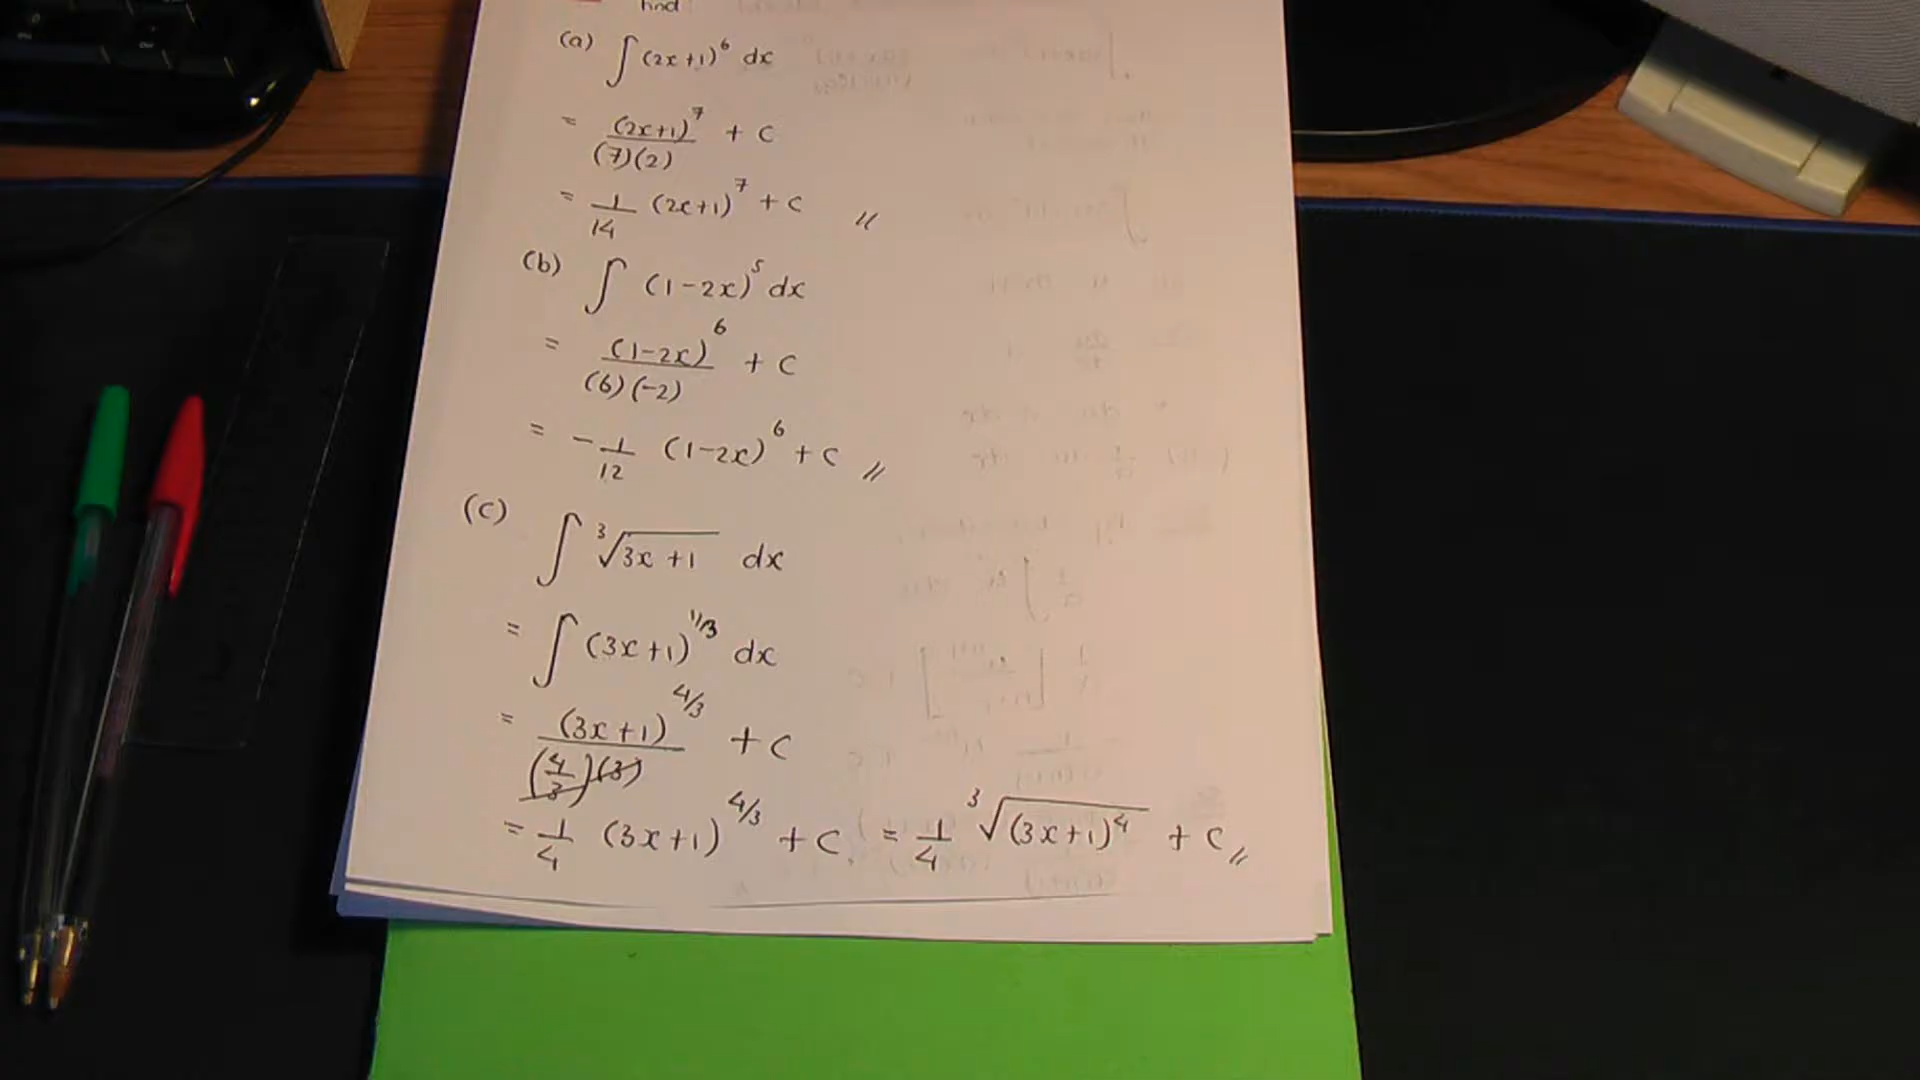 find
(a) ∫ (2x+1)^6 dx
= (2x+1)^7 / (7)(2) + c
= 1/14 (2x+1)^7 + c //
(b) ∫ (1-2x)^5 dx
= (1-2x)^6 / (6)(-2) + c
= -1/12 (1-2x)^6 + c //
(c) ∫ ∛(3x+1) dx
= ∫ (3x+1)^1/3 dx
= (3x+1)^4/3 / (4/3)(3) + c
= 1/4 (3x+1)^4/3 + c = 1/4 ∛((3x+1)^4) + c //